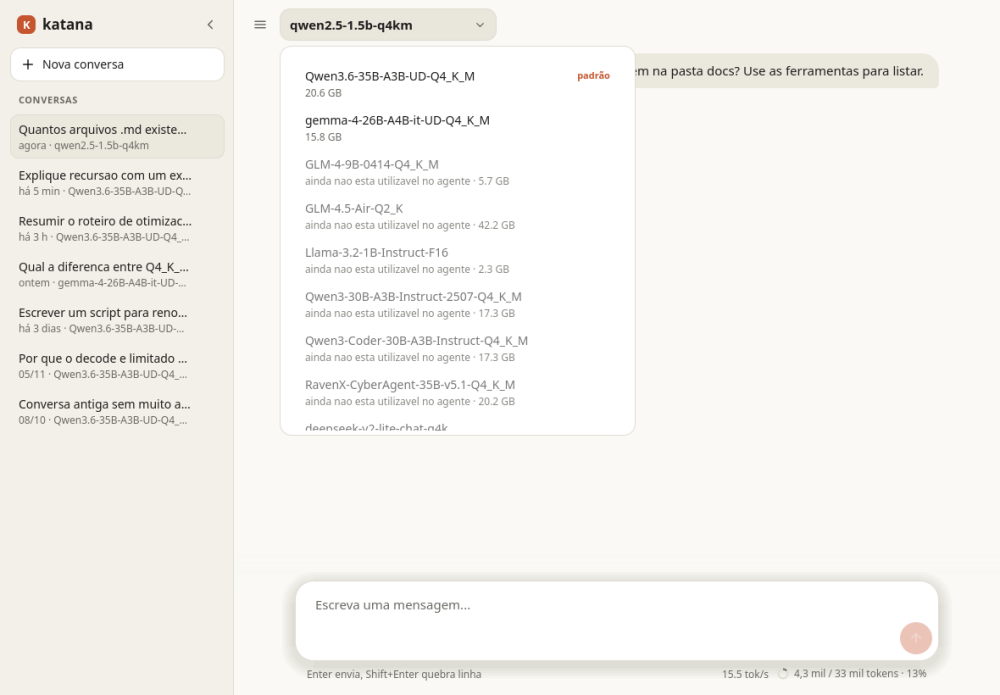 K katana
Nova conversa
CONVERSAS
Quantos arquivos .md existe...
agora · qwen2.5-1.5b-q4km
Explique recursao com um ex...
há 5 min · Qwen3.6-35B-A3B-UD-Q...
Resumir o roteiro de otimizac...
há 3 h · Qwen3.6-35B-A3B-UD-Q4_...
Qual a diferenca entre Q4_K_...
ontem · gemma-4-26B-A4B-it-UD-...
Escrever um script para reno...
há 3 dias · Qwen3.6-35B-A3B-UD-...
Por que o decode e limitado ...
05/11 · Qwen3.6-35B-A3B-UD-Q4_...
Conversa antiga sem muito a...
08/10 · Qwen3.6-35B-A3B-UD-Q4_...
qwen2.5-1.5b-q4km
em na pasta docs? Use as ferramentas para listar.
Qwen3.6-35B-A3B-UD-Q4_K_M padrão
20.6 GB
gemma-4-26B-A4B-it-UD-Q4_K_M
15.8 GB
GLM-4-9B-0414-Q4_K_M
ainda nao esta utilizavel no agente · 5.7 GB
GLM-4.5-Air-Q2_K
ainda nao esta utilizavel no agente · 42.2 GB
Llama-3.2-1B-Instruct-F16
ainda nao esta utilizavel no agente · 2.3 GB
Qwen3-30B-A3B-Instruct-2507-Q4_K_M
ainda nao esta utilizavel no agente · 17.3 GB
Qwen3-Coder-30B-A3B-Instruct-Q4_K_M
ainda nao esta utilizavel no agente · 17.3 GB
RavenX-CyberAgent-35B-v5.1-Q4_K_M
ainda nao esta utilizavel no agente · 20.2 GB
deepseek-v2-lite-chat-q4k
Escreva uma mensagem...
Enter envia, Shift+Enter quebra linha
15.5 tok/s 4,3 mil / 33 mil tokens · 13%